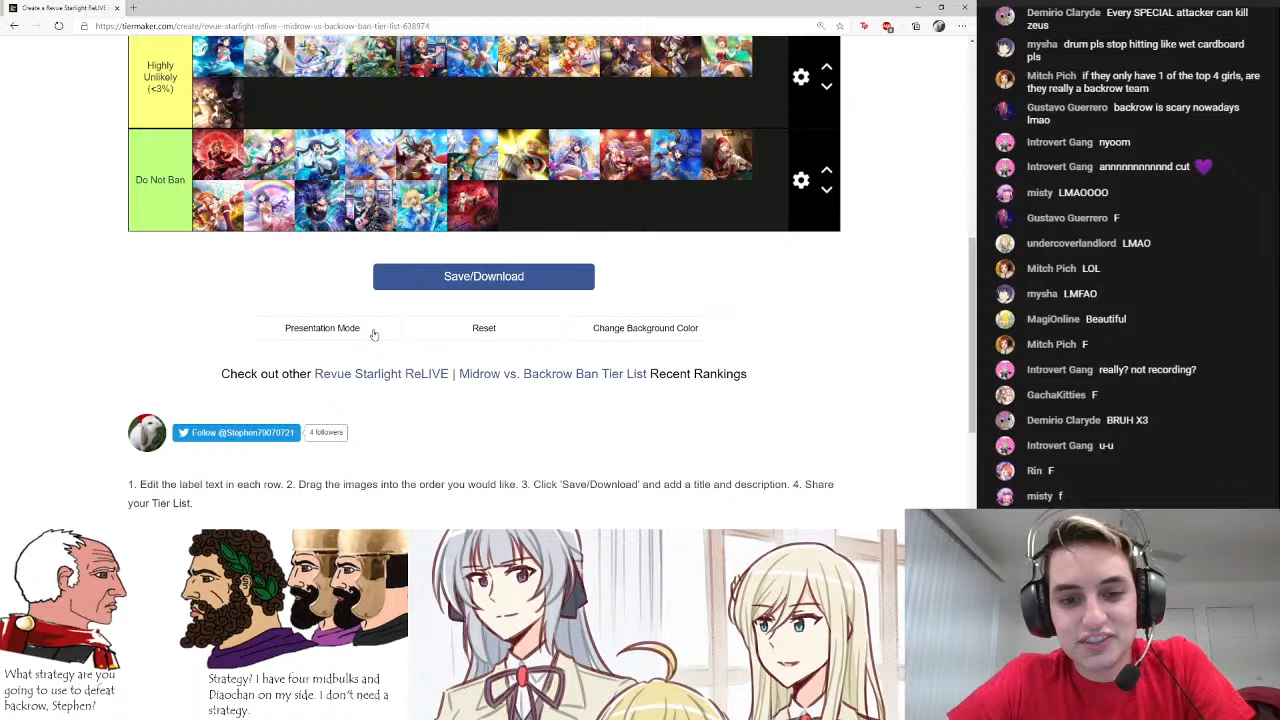 Create a Revue Starlight ReLIVE
https://tiermaker.com/create/revue-starlight-relive--midrow-vs-backrow-ban-tier-list-638974
Highly
Unlikely
(<3%)
Do Not Ban
Save/Download
Presentation Mode
Reset
Change Background Color
Check out other Revue Starlight ReLIVE | Midrow vs. Backrow Ban Tier List Recent Rankings
Follow @Stephen79070721
4 followers
1. Edit the label text in each row. 2. Drag the images into the order you would like. 3. Click 'Save/Download' and add a title and description. 4. Share
your Tier List.
What strategy are you
going to use to defeat
backrow, Stephen?
Strategy? I have four midbulks and
Diaochan on my side. I don't need a
strategy.
Demirio Claryde Every SPECIAL attacker can kill
zeus
mysha drum pls stop hitting like wet cardboard
pls
Mitch Pich if they only have 1 of the top 4 girls, are
they really a backrow team
Gustavo Guerrero backrow is scary nowadays
lmao
Introvert Gang nyoom
Introvert Gang annnnnnnnnnd cut 💜
misty LMAOOOO
Gustavo Guerrero F
undercoverlandlord LMAO
Mitch Pich LOL
mysha LMFAO
MagiOnline Beautiful
Mitch Pich F
Introvert Gang really? not recording?
GachaKitties F
Demirio Claryde BRUH X3
Introvert Gang u-u
Rin F
misty f